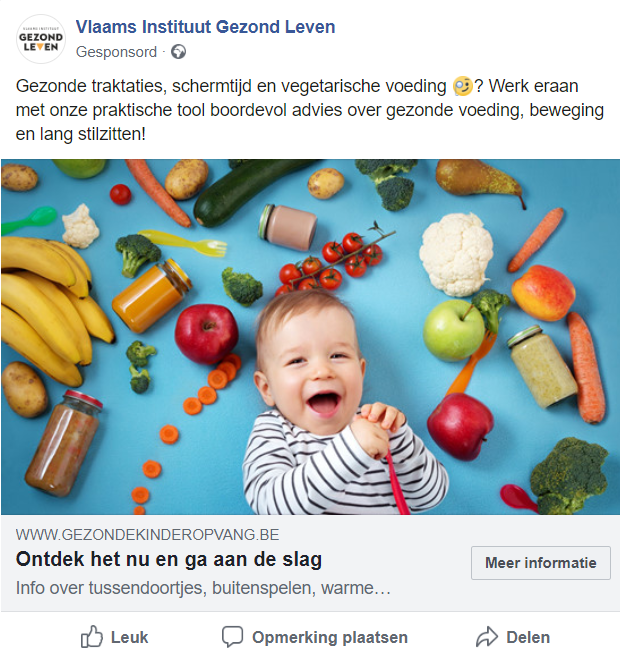 VLAAMS INSTITUUT
GEZOND
LEVEN
Vlaams Instituut Gezond Leven
Gesponsord ·
Gezonde traktaties, schermtijd en vegetarische voeding 🧐? Werk eraan
met onze praktische tool boordevol advies over gezonde voeding, beweging
en lang stilzitten!
WWW.GEZONDEKINDEROPVANG.BE
Ontdek het nu en ga aan de slag
Info over tussendoortjes, buitenspelen, warme…
Meer informatie
Leuk
Opmerking plaatsen
Delen